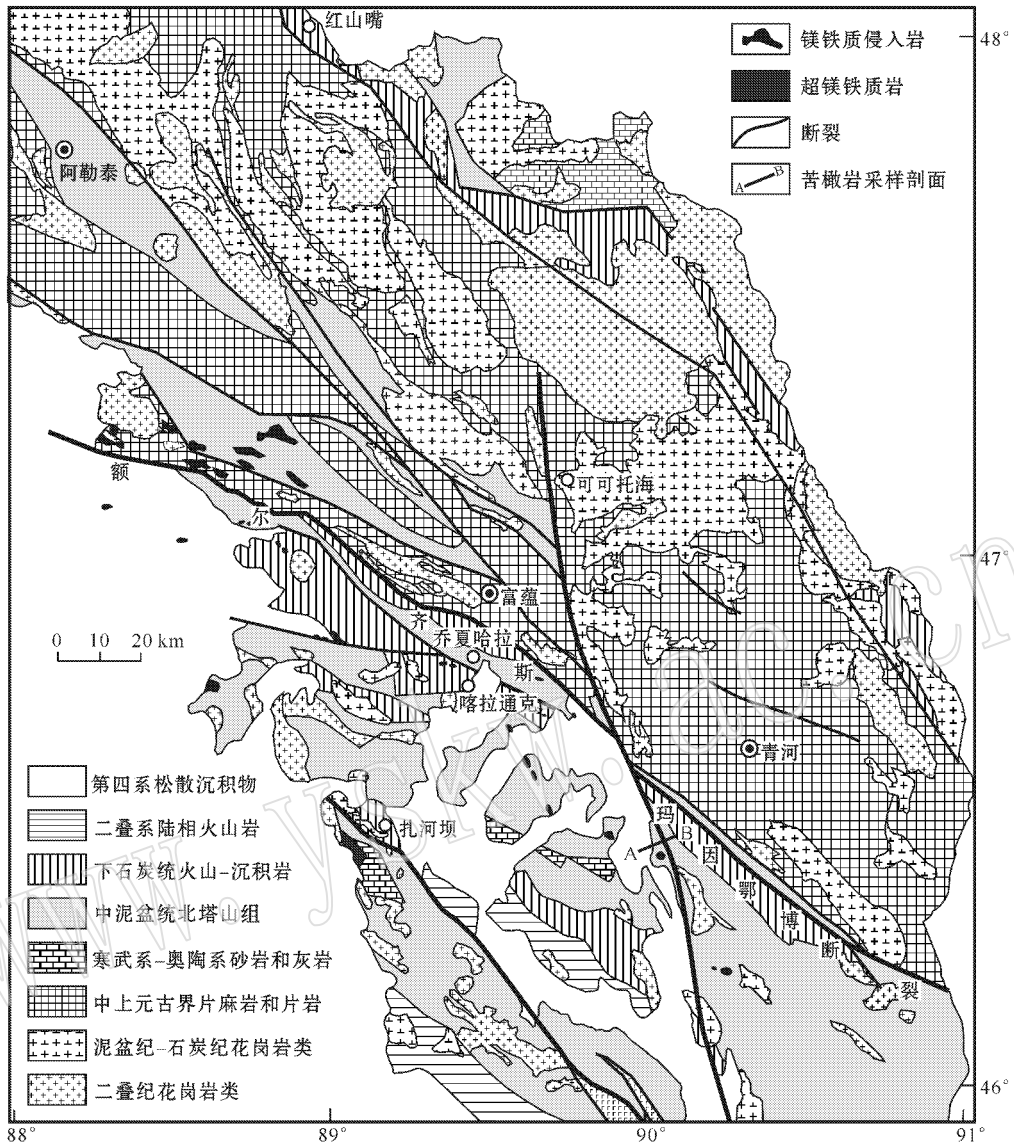 红山嘴
48°
镁铁质侵入岩
超镁铁质岩
断裂
A B
苦橄岩采样剖面
阿勒泰
可可托海
额
尔
47°
富蕴
齐
乔夏哈拉
斯
0 10 20 km
喀拉通克
青河
玛
扎河坝
A
B
因
鄂
博
断
裂
第四系松散沉积物
二叠系陆相火山岩
下石炭统火山-沉积岩
中泥盆统北塔山组
寒武系-奥陶系砂岩和灰岩
中上元古界片麻岩和片岩
泥盆纪-石炭纪花岗岩类
二叠纪花岗岩类
46°
88°
89°
90°
91°
www.yskw.ac.cn